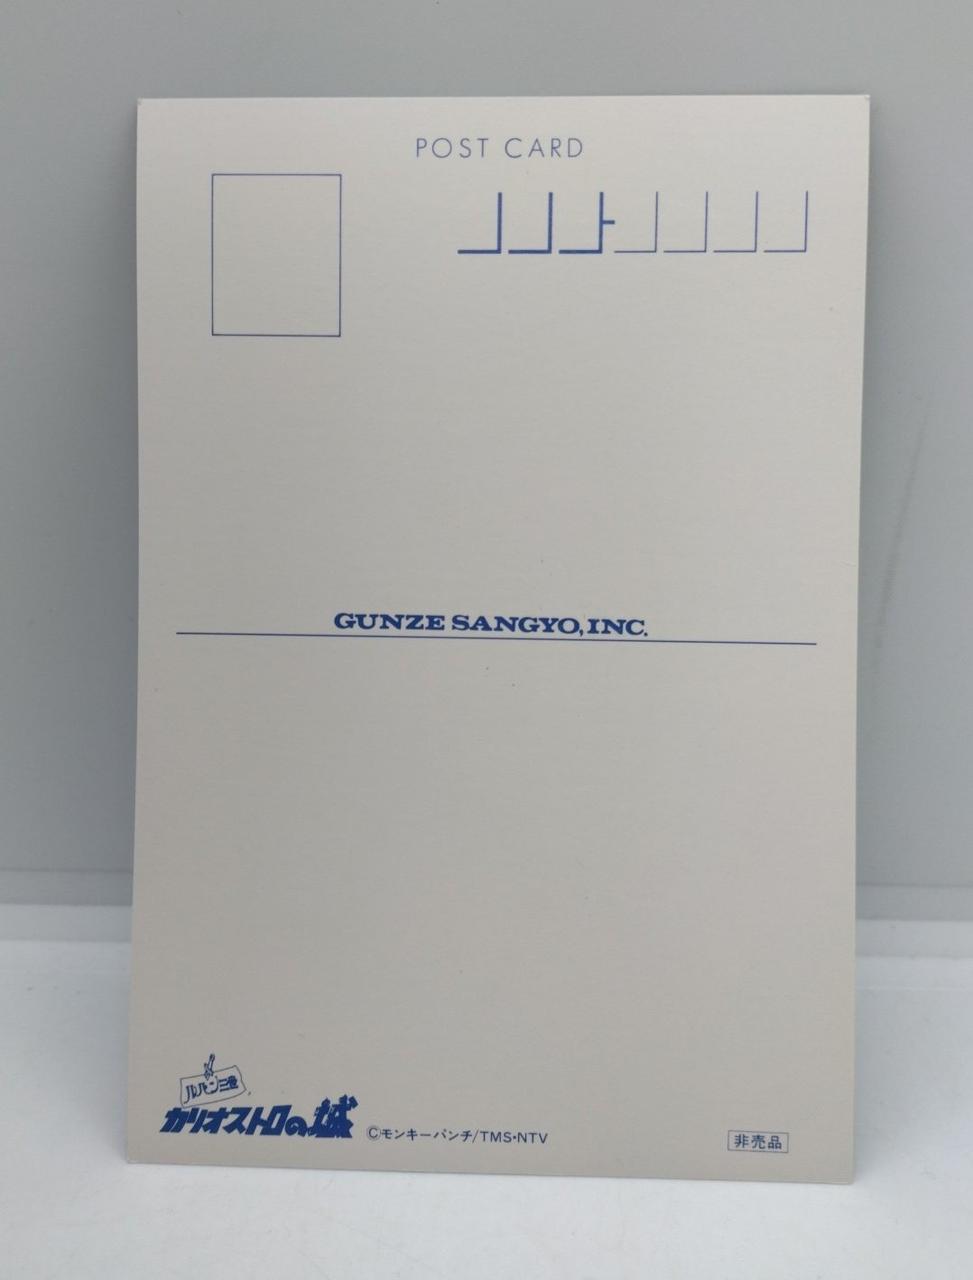 POST CARD
GUNZE SANGYO, INC.
ルパン三世
カリオストロの城
©モンキーパンチ/TMS・NTV
非売品